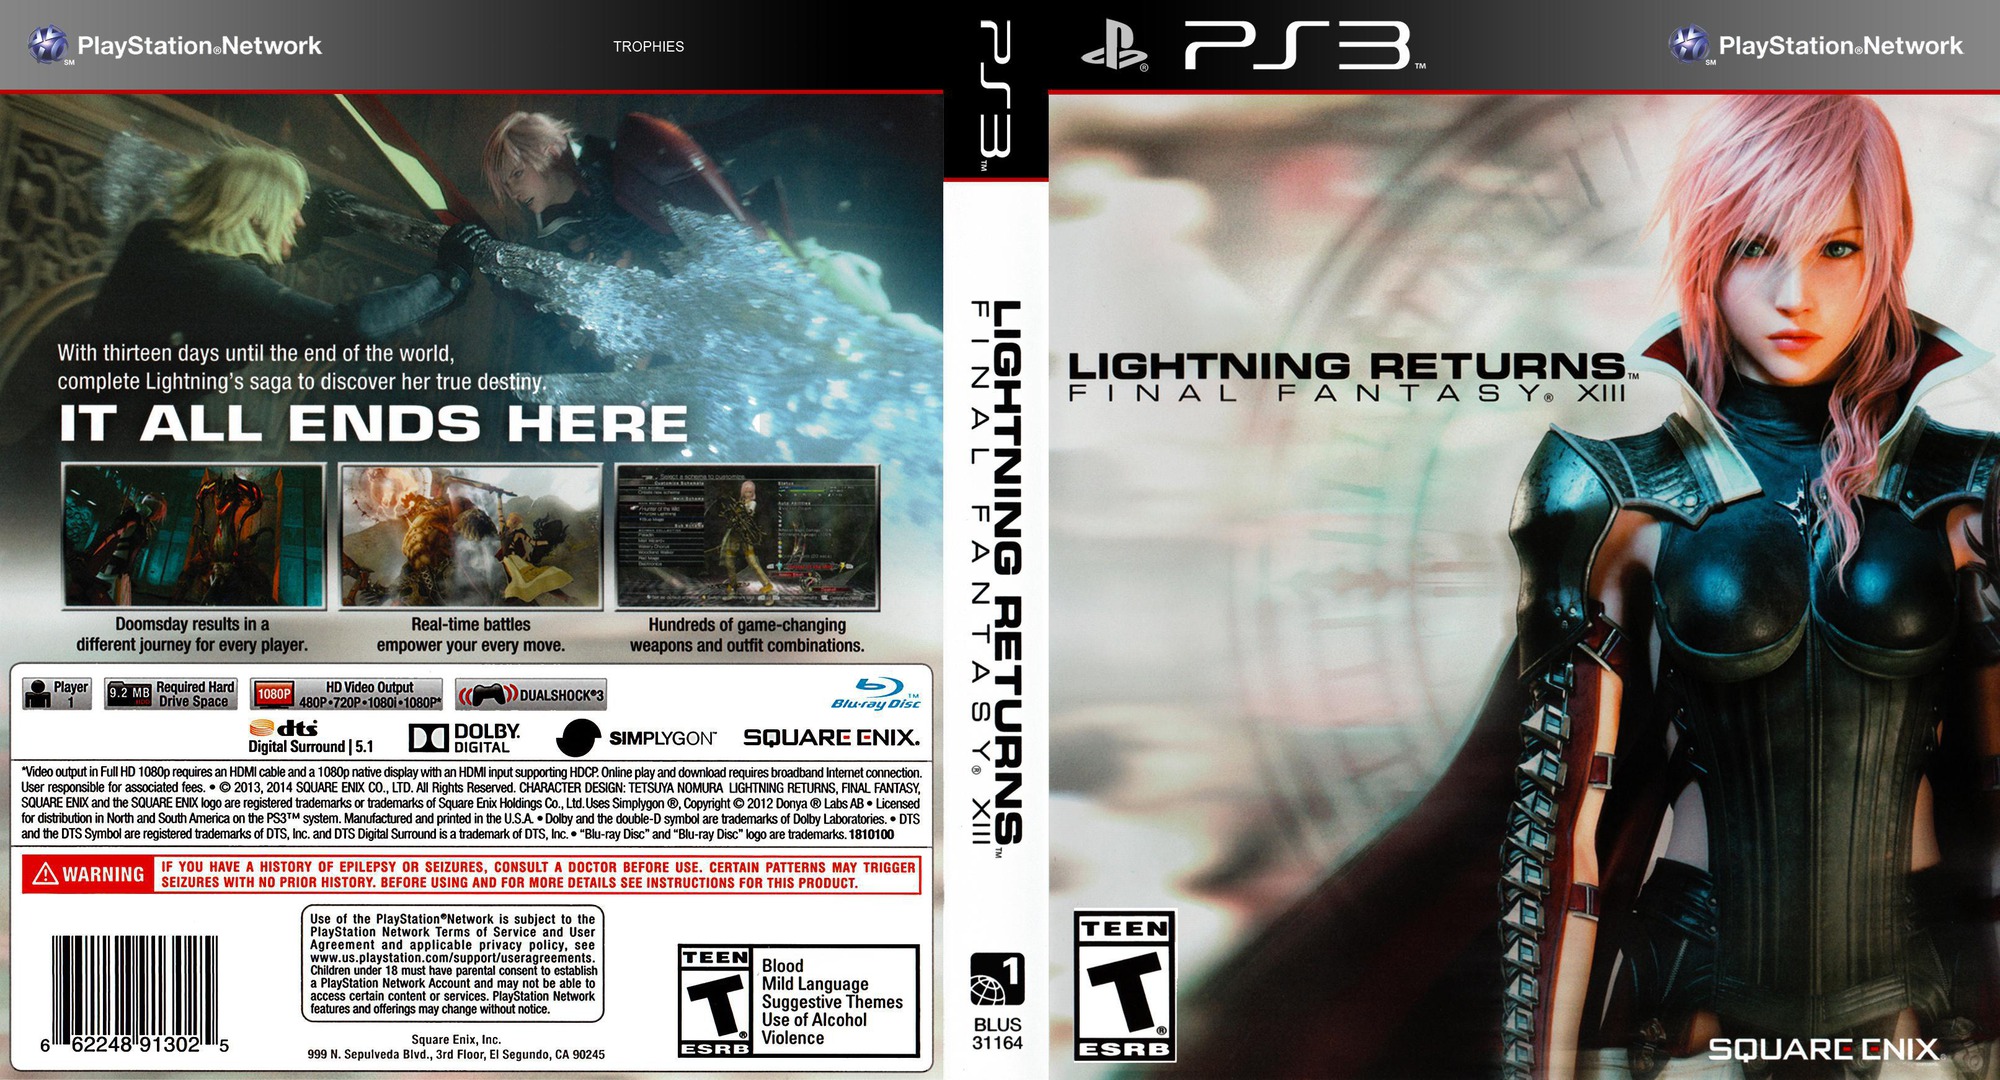 PlayStation®Network
SM
TROPHIES
With thirteen days until the end of the world,
complete Lightning's saga to discover her true destiny.
IT ALL ENDS HERE
Select a schema to customize.
Doomsday results in a
different journey for every player.
Real-time battles
empower your every move.
Hundreds of game-changing
weapons and outfit combinations.
Player
1
9.2 MB
Required Hard
Drive Space
1080P
HD Video Output
480P•720P•1080i•1080P*
DUALSHOCK®3
Blu-ray Disc™
dts
Digital Surround | 5.1
DOLBY.
DIGITAL
SIMPLYGON™
SQUARE ENIX.
*Video output in Full HD 1080p requires an HDMI cable and a 1080p native display with an HDMI input supporting HDCP. Online play and download requires broadband Internet connection.
User responsible for associated fees. • © 2013, 2014 SQUARE ENIX CO., LTD. All Rights Reserved. CHARACTER DESIGN: TETSUYA NOMURA LIGHTNING RETURNS, FINAL FANTASY,
SQUARE ENIX and the SQUARE ENIX logo are registered trademarks or trademarks of Square Enix Holdings Co., Ltd.Uses Simplygon ®, Copyright © 2012 Donya ® Labs AB • Licensed
for distribution in North and South America on the PS3™ system. Manufactured and printed in the U.S.A. • Dolby and the double-D symbol are trademarks of Dolby Laboratories. • DTS
and the DTS Symbol are registered trademarks of DTS, Inc. and DTS Digital Surround is a trademark of DTS, Inc. • "Blu-ray Disc" and "Blu-ray Disc" logo are trademarks. 1810100
WARNING
IF YOU HAVE A HISTORY OF EPILEPSY OR SEIZURES, CONSULT A DOCTOR BEFORE USE. CERTAIN PATTERNS MAY TRIGGER
SEIZURES WITH NO PRIOR HISTORY. BEFORE USING AND FOR MORE DETAILS SEE INSTRUCTIONS FOR THIS PRODUCT.
6 62248 91302 5
Use of the PlayStation®Network is subject to the
PlayStation Network Terms of Service and User
Agreement and applicable privacy policy, see
www.us.playstation.com/support/useragreements.
Children under 18 must have parental consent to establish
a PlayStation Network Account and may not be able to
access certain content or services. PlayStation Network
features and offerings may change without notice.
Square Enix, Inc.
999 N. Sepulveda Blvd., 3rd Floor, El Segundo, CA 90245
TEEN
T
®
ESRB
Blood
Mild Language
Suggestive Themes
Use of Alcohol
Violence
PS3™
LIGHTNING RETURNS™
FINAL FANTASY® XIII
1
BLUS
31164
®
PS3™
PlayStation®Network
SM
LIGHTNING RETURNS™
FINAL FANTASY® XIII
TEEN
T
®
ESRB
SQUARE ENIX